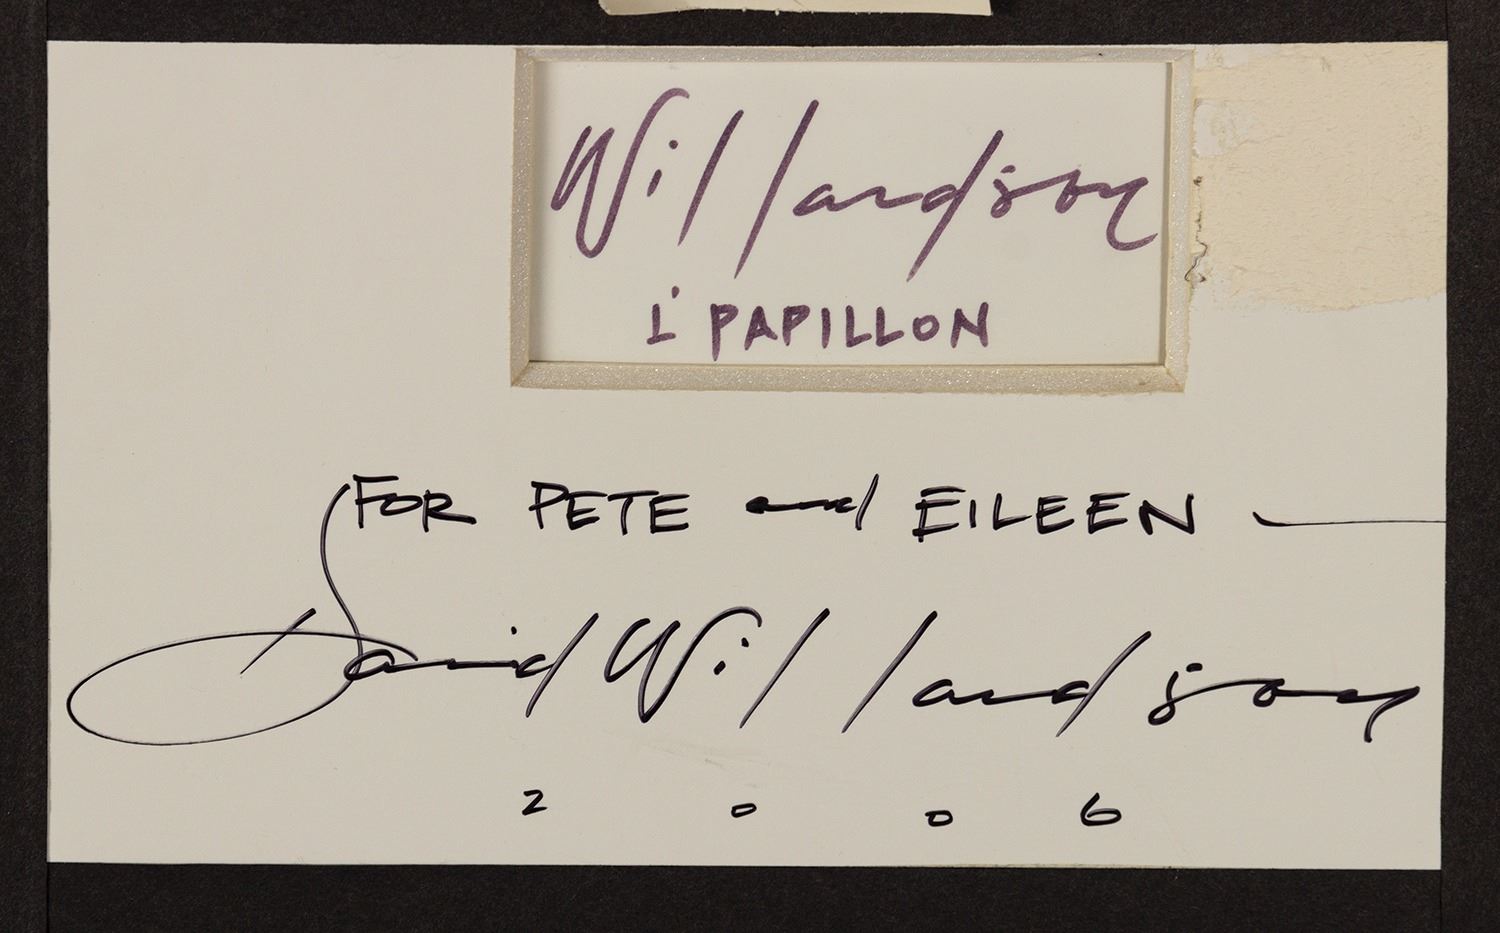 Willardson
L' PAPILLON
FOR PETE and EILEEN —
David Willardson
2006